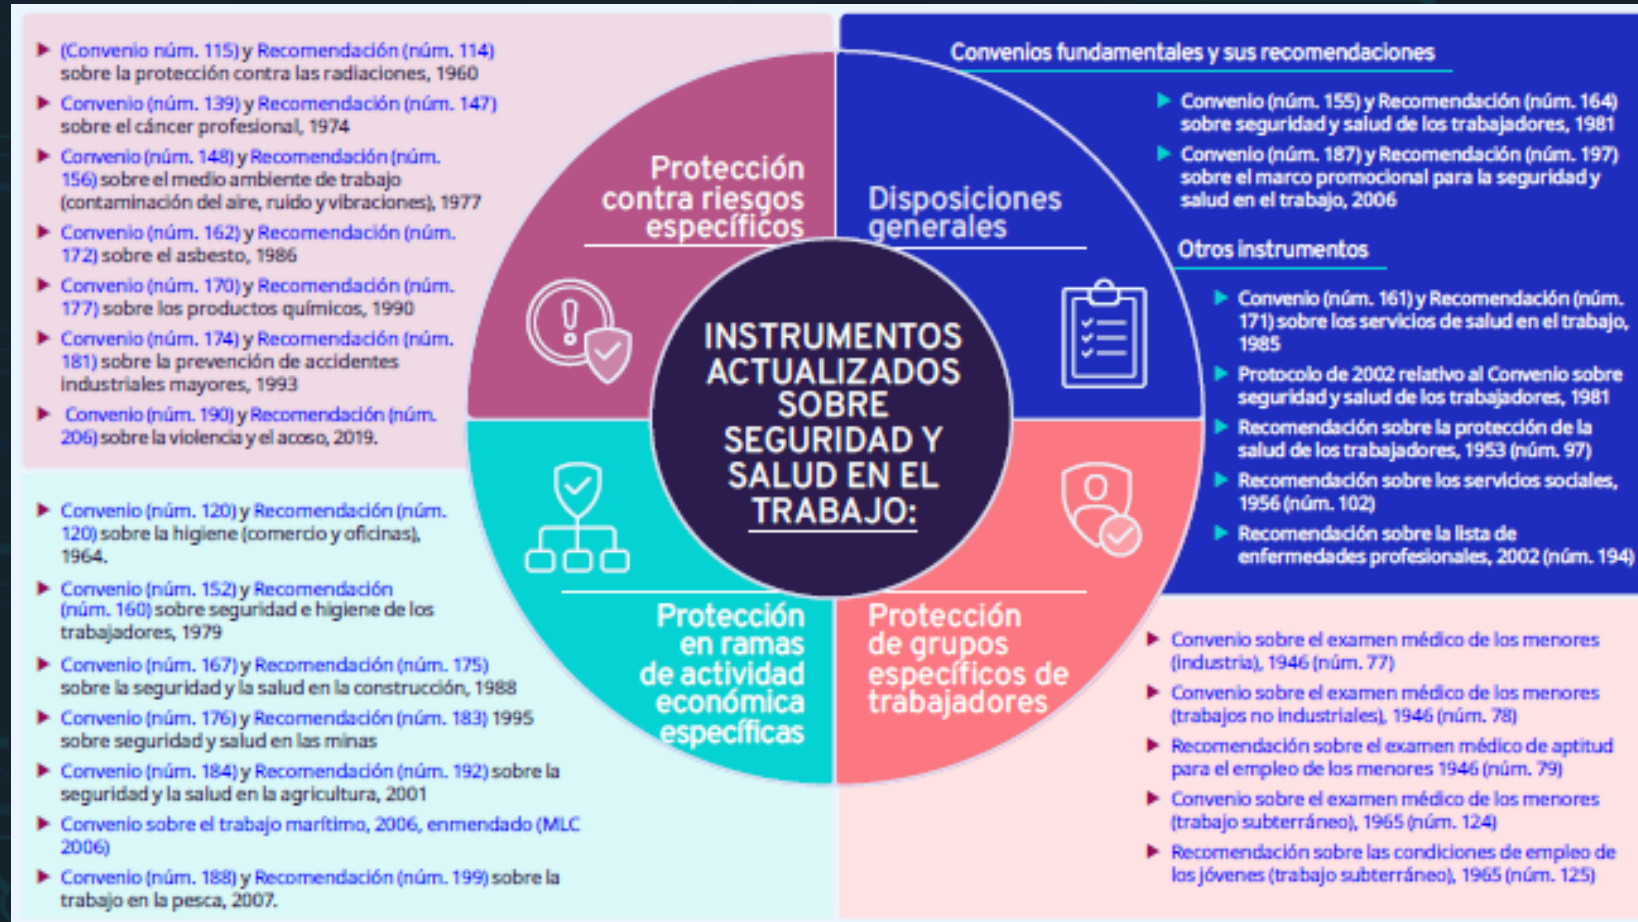 (Convenio núm. 115) y Recomendación (núm. 114)
sobre la protección contra las radiaciones, 1960
Convenio (núm. 139) y Recomendación (núm. 147)
sobre el cáncer profesional, 1974
Convenio (núm. 148) y Recomendación (núm.
156) sobre el medio ambiente de trabajo
(contaminación del aire, ruido y vibraciones), 1977
Convenio (núm. 162) y Recomendación (núm.
172) sobre el asbesto, 1986
Convenio (núm. 170) y Recomendación (núm.
177) sobre los productos químicos, 1990
Convenio (núm. 174) y Recomendación (núm.
181) sobre la prevención de accidentes
industriales mayores, 1993
Convenio (núm. 190) y Recomendación (núm.
206) sobre la violencia y el acoso, 2019.
Protección
contra riesgos
específicos
Disposiciones
generales
Convenios fundamentales y sus recomendaciones
Convenio (núm. 155) y Recomendación (núm. 164)
sobre seguridad y salud de los trabajadores, 1981
Convenio (núm. 187) y Recomendación (núm. 197)
sobre el marco promocional para la seguridad y
salud en el trabajo, 2006
Otros instrumentos
Convenio (núm. 161) y Recomendación (núm.
171) sobre los servicios de salud en el trabajo,
1985
Protocolo de 2002 relativo al Convenio sobre
seguridad y salud de los trabajadores, 1981
Recomendación sobre la protección de la
salud de los trabajadores, 1953 (núm. 97)
Recomendación sobre los servicios sociales,
1956 (núm. 102)
Recomendación sobre la lista de
enfermedades profesionales, 2002 (núm. 194)
INSTRUMENTOS
ACTUALIZADOS
SOBRE
SEGURIDAD Y
SALUD EN EL
TRABAJO:
Convenio (núm. 120) y Recomendación (núm.
120) sobre la higiene (comercio y oficinas),
1964.
Convenio (núm. 152) y Recomendación
(núm. 160) sobre seguridad e higiene de los
trabajadores, 1979
Convenio (núm. 167) y Recomendación (núm. 175)
sobre la seguridad y la salud en la construcción, 1988
Convenio (núm. 176) y Recomendación (núm. 183) 1995
sobre seguridad y salud en las minas
Convenio (núm. 184) y Recomendación (núm. 192) sobre la
seguridad y la salud en la agricultura, 2001
Convenio sobre el trabajo marítimo, 2006, enmendado (MLC
2006)
Convenio (núm. 188) y Recomendación (núm. 199) sobre la
trabajo en la pesca, 2007.
Protección
en ramas
de actividad
económica
específicas
Protección
de grupos
específicos de
trabajadores
Convenio sobre el examen médico de los menores
(industria), 1946 (núm. 77)
Convenio sobre el examen médico de los menores
(trabajos no industriales), 1946 (núm. 78)
Recomendación sobre el examen médico de aptitud
para el empleo de los menores 1946 (núm. 79)
Convenio sobre el examen médico de los menores
(trabajo subterráneo), 1965 (núm. 124)
Recomendación sobre las condiciones de empleo de
los jóvenes (trabajo subterráneo), 1965 (núm. 125)